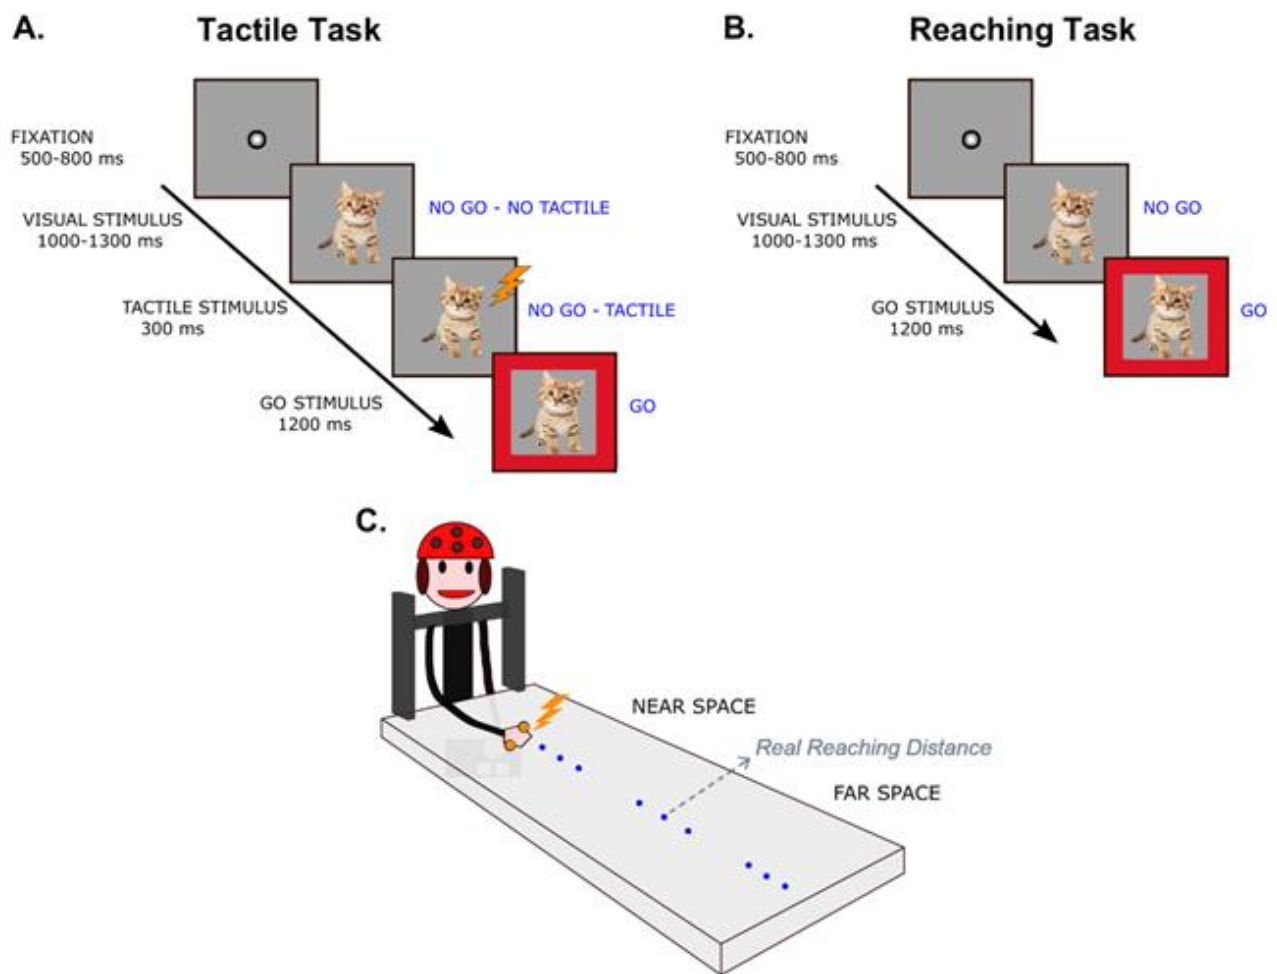 A. Tactile Task
FIXATION
500-800 ms
VISUAL STIMULUS
1000-1300 ms
NO GO - NO TACTILE
TACTILE STIMULUS
300 ms
NO GO - TACTILE
GO STIMULUS
1200 ms
GO
B. Reaching Task
FIXATION
500-800 ms
VISUAL STIMULUS
1000-1300 ms
NO GO
GO STIMULUS
1200 ms
GO
C.
NEAR SPACE
Real Reaching Distance
FAR SPACE